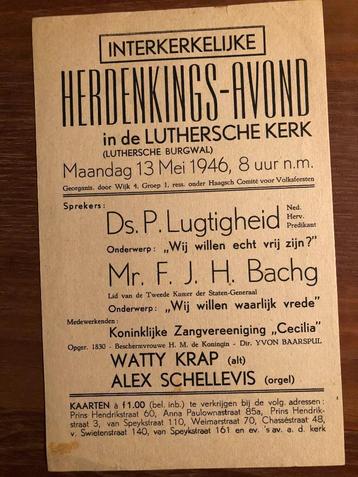 INTERKERKELIJKE
HERDENKINGS-AVOND
in de LUTHERSCHE KERK
(LUTHERSCHE BURGWAL)
Maandag 13 Mei 1946, 8 uur n.m.
Georganis. door Wijk 4, Groep 1, ress. onder Haagsch Comité voor Volksfeesten
Sprekers:
Ds. P. Lugtigheid Ned. Herv. Predikant
Onderwerp: „Wij willen echt vrij zijn?"
Mr. F. J. H. Bachg
Lid van de Tweede Kamer der Staten-Generaal
Onderwerp: „Wij willen waarlijk vrede"
Medewerkenden:
Koninklijke Zangvereeniging „Cecilia"
Opger. 1830 - Beschermvrouwe H. M. de Koningin - Dir. YVON BAARSPUL
WATTY KRAP (alt)
ALEX SCHELLEVIS (orgel)
KAARTEN à f 1.00 (bel. inb.) te verkrijgen bij de volg. adressen:
Prins Hendrikstraat 60, Anna Paulownastraat 85a, Prins Hendrik-
straat 3, van Speykstraat 110, Weimarstraat 70, Chasséstraat 48,
v. Swietenstraat 140, van Speykstraat 161 en ev. 's av. a. d. kerk